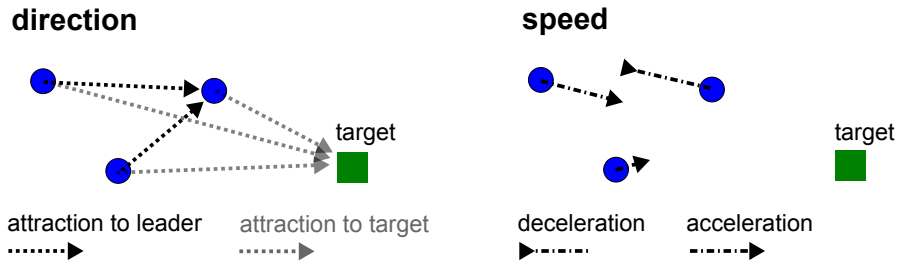 direction
target
attraction to leader
attraction to target
speed
target
deceleration
acceleration